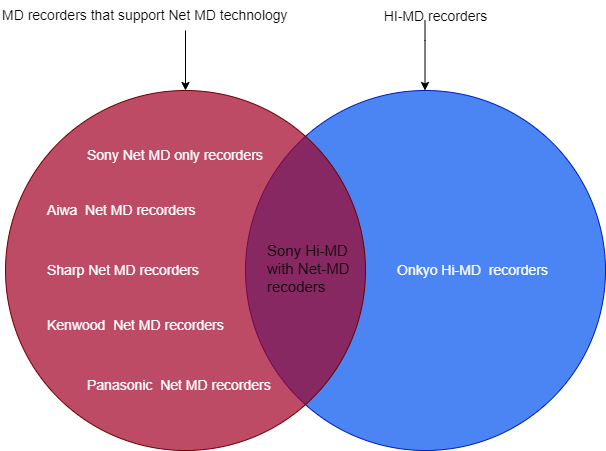 MD recorders that support Net MD technology
HI-MD recorders
Sony Net MD only recorders
Aiwa Net MD recorders
Sharp Net MD recorders
Kenwood Net MD recorders
Panasonic Net MD recorders
Sony Hi-MD
with Net-MD
recoders
Onkyo Hi-MD recorders